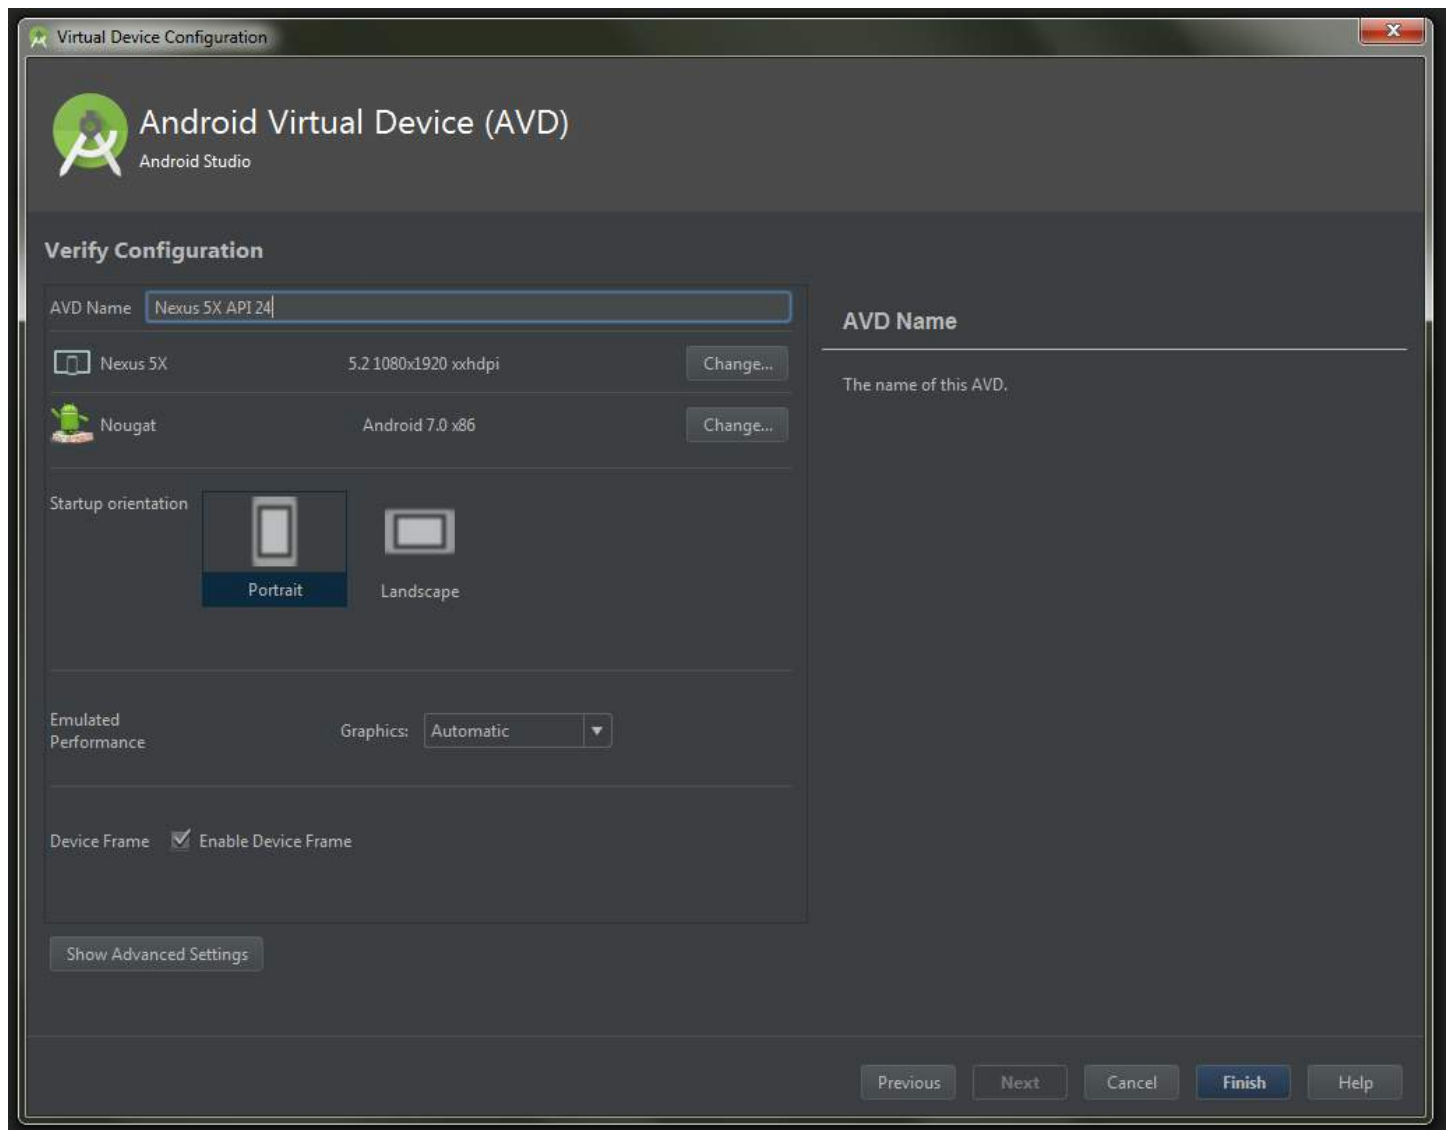 Virtual Device Configuration
Android Virtual Device (AVD)
Android Studio
Verify Configuration
AVD Name Nexus 5X API 24
Nexus 5X 5.2 1080x1920 xxhdpi Change...
Nougat Android 7.0 x86 Change...
Startup orientation
Portrait
Landscape
Emulated
Performance
Graphics: Automatic
Device Frame Enable Device Frame
Show Advanced Settings
AVD Name
The name of this AVD.
Previous Next Cancel Finish Help